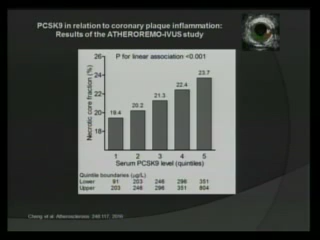 PCSK9 in relation to coronary plaque inflammation:
Results of the ATHEROREMO-IVUS study
P for linear association <0.001
Necrotic core fraction (%)
26
24
22
20
18
19.4
20.2
21.3
22.4
23.7
1 2 3 4 5
Serum PCSK9 level (quintiles)
Quintile boundaries (µg/L)
Lower 91 203 246 296 351
Upper 203 246 296 351 804
Cheng et al. Atherosclerosis 248:117, 2016